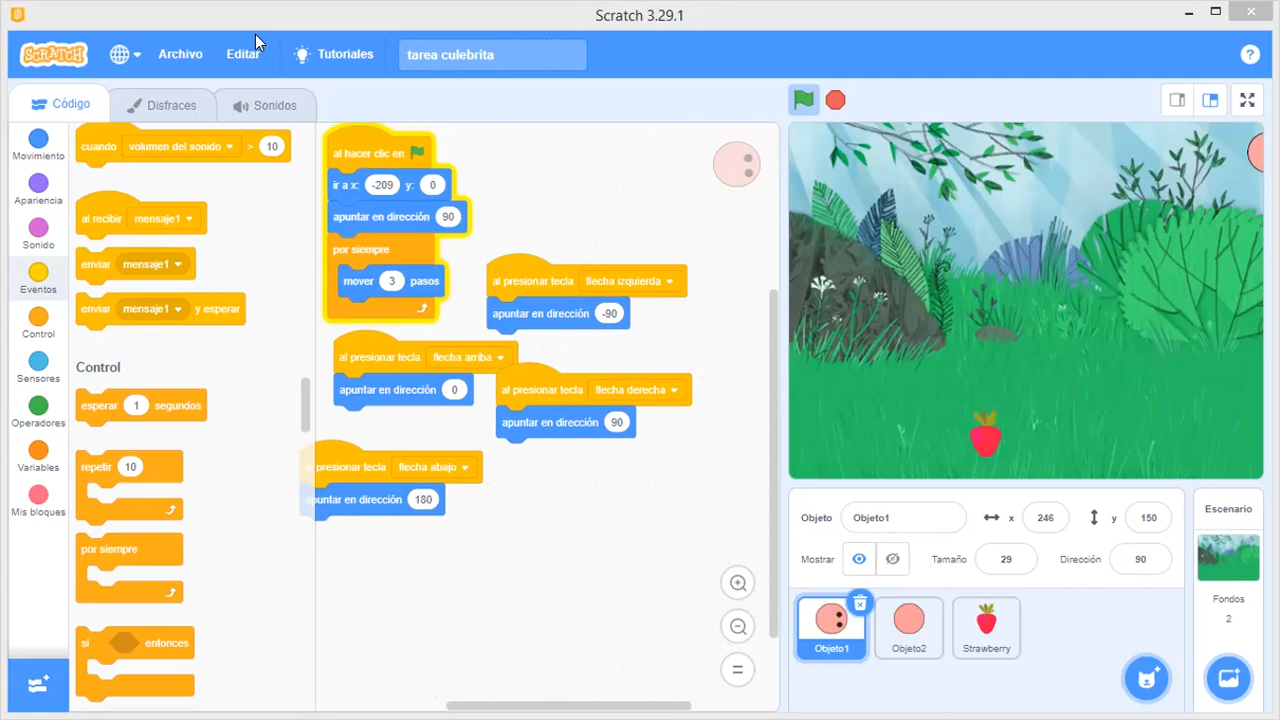 Scratch 3.29.1
SCRATCH
Archivo
Editar
Tutoriales
tarea culebrita
?
Código
Disfraces
Sonidos
Movimiento
Apariencia
Sonido
Eventos
Control
Sensores
Operadores
Variables
Mis bloques
cuando volumen del sonido > 10
al recibir mensaje1
enviar mensaje1
enviar mensaje1 y esperar
Control
esperar 1 segundos
repetir 10
por siempre
si entonces
al hacer clic en
ir a x: -209 y: 0
apuntar en dirección 90
por siempre
mover 3 pasos
al presionar tecla flecha izquierda
apuntar en dirección -90
al presionar tecla flecha arriba
apuntar en dirección 0
al presionar tecla flecha derecha
apuntar en dirección 90
presionar tecla flecha abajo
apuntar en dirección 180
Objeto Objeto1 x 246 y 150
Mostrar Tamaño 29 Dirección 90
Objeto1
Objeto2
Strawberry
Escenario
Fondos
2